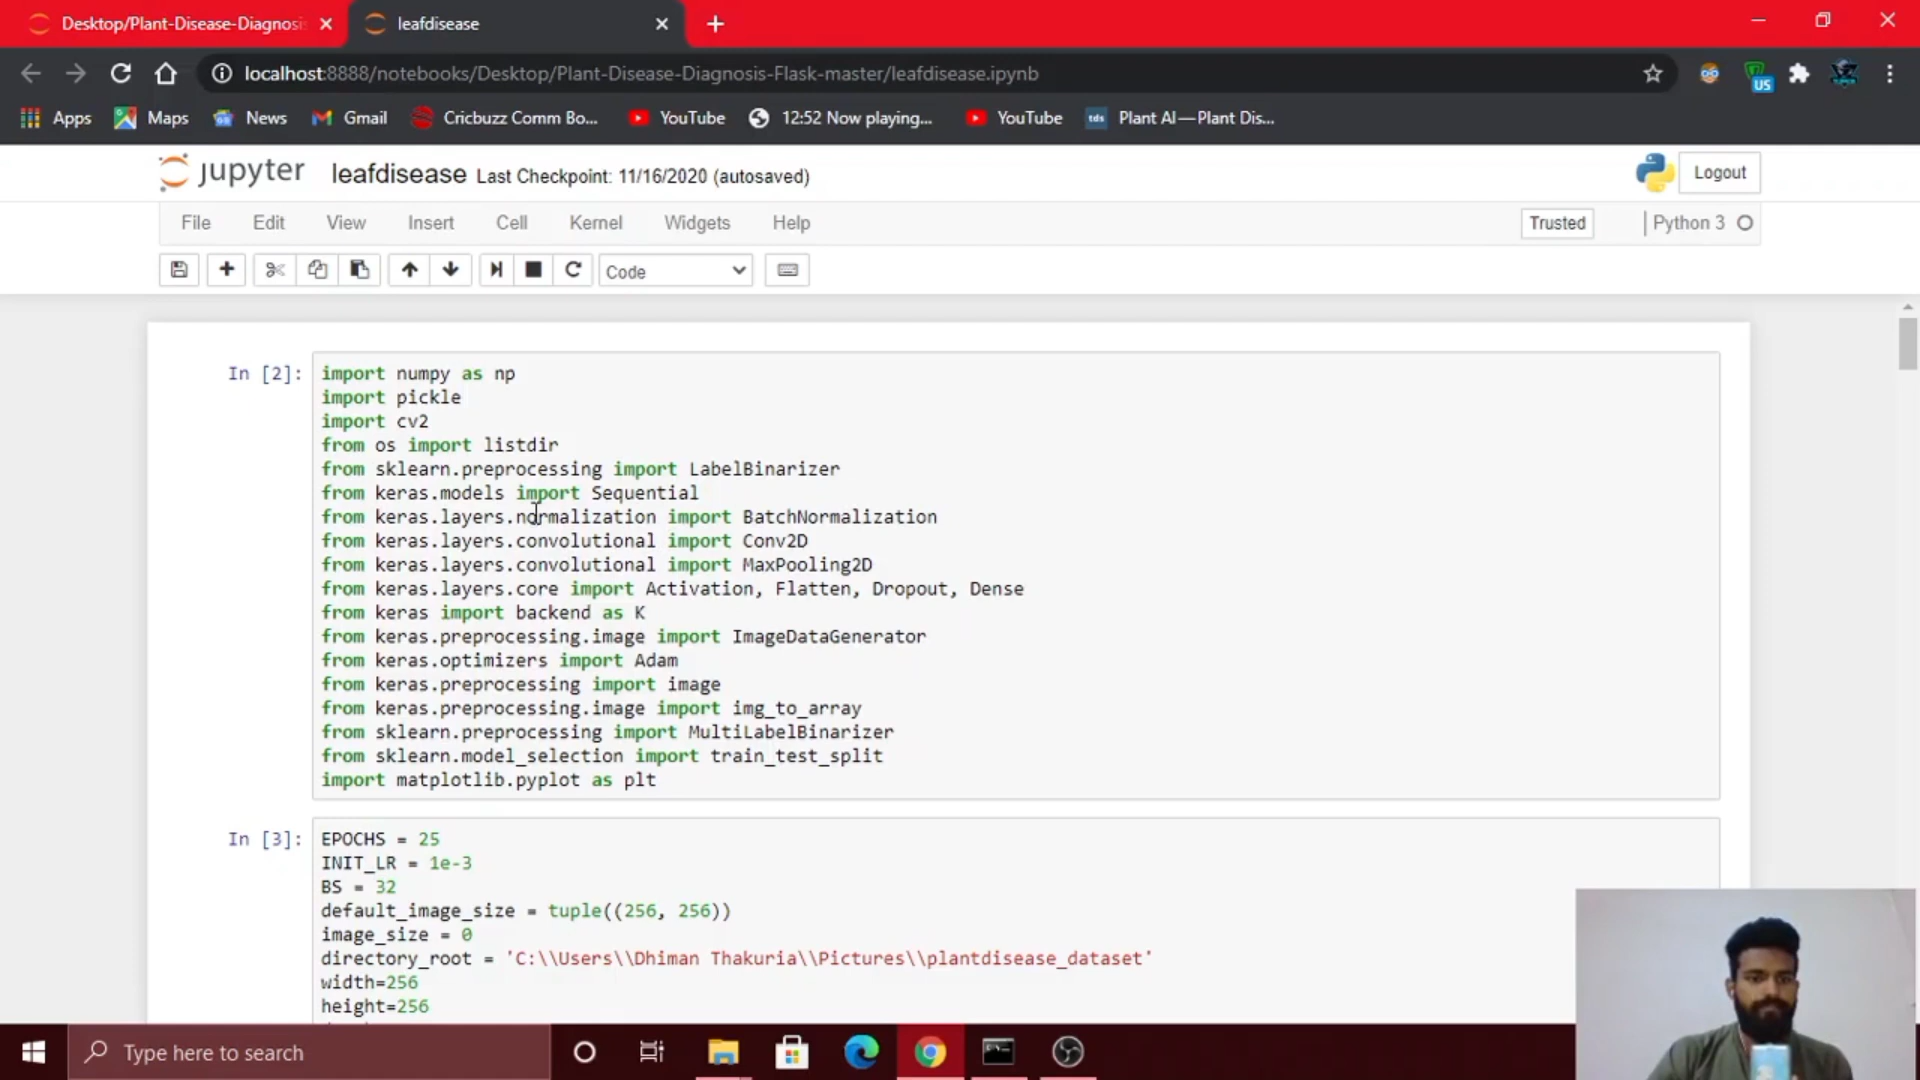 Desktop/Plant-Disease-Diagnosis
leafdisease
localhost:8888/notebooks/Desktop/Plant-Disease-Diagnosis-Flask-master/leafdisease.ipynb
US
Apps Maps News Gmail Cricbuzz Comm Bo... YouTube 12:52 Now playing... YouTube tds Plant AI—Plant Dis...
jupyter leafdisease Last Checkpoint: 11/16/2020 (autosaved) Logout
File Edit View Insert Cell Kernel Widgets Help Trusted Python 3
Code
In [2]: import numpy as np
import pickle
import cv2
from os import listdir
from sklearn.preprocessing import LabelBinarizer
from keras.models import Sequential
from keras.layers.normalization import BatchNormalization
from keras.layers.convolutional import Conv2D
from keras.layers.convolutional import MaxPooling2D
from keras.layers.core import Activation, Flatten, Dropout, Dense
from keras import backend as K
from keras.preprocessing.image import ImageDataGenerator
from keras.optimizers import Adam
from keras.preprocessing import image
from keras.preprocessing.image import img_to_array
from sklearn.preprocessing import MultiLabelBinarizer
from sklearn.model_selection import train_test_split
import matplotlib.pyplot as plt
In [3]: EPOCHS = 25
INIT_LR = 1e-3
BS = 32
default_image_size = tuple((256, 256))
image_size = 0
directory_root = 'C:\\Users\\Dhiman Thakuria\\Pictures\\plantdisease_dataset'
width=256
height=256
Type here to search